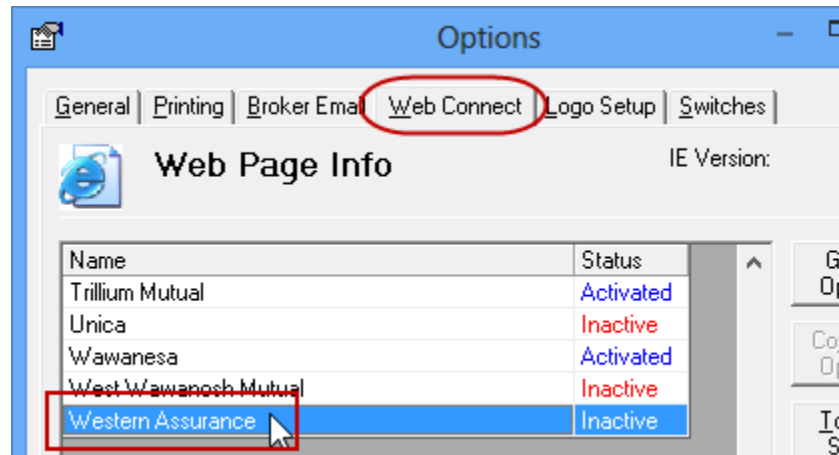 Options
General Printing Broker Email Web Connect Logo Setup Switches
Web Page Info
IE Version:
Name Status
Trillium Mutual Activated
Unica Inactive
Wawanesa Activated
West Wawanosh Mutual Inactive
Western Assurance Inactive